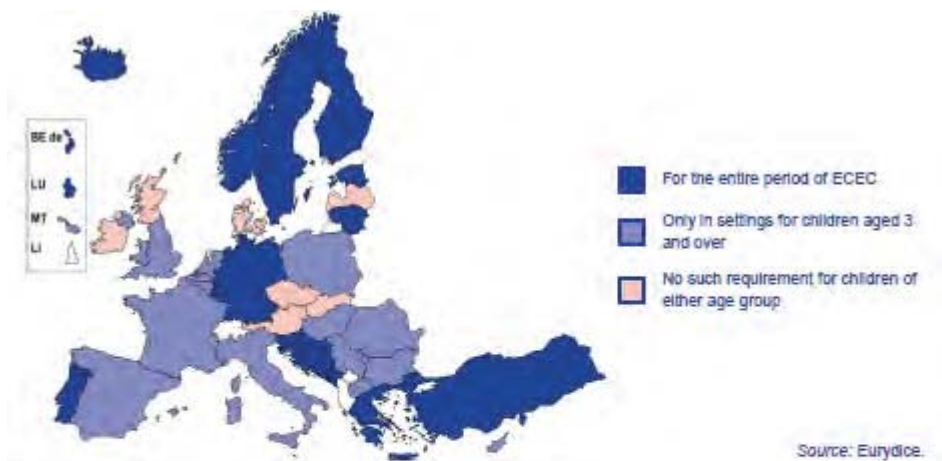 BE de
LU
MT
LI
For the entire period of ECEC
Only in settings for children aged 3
and over
No such requirement for children of
either age group
Source: Eurydice.